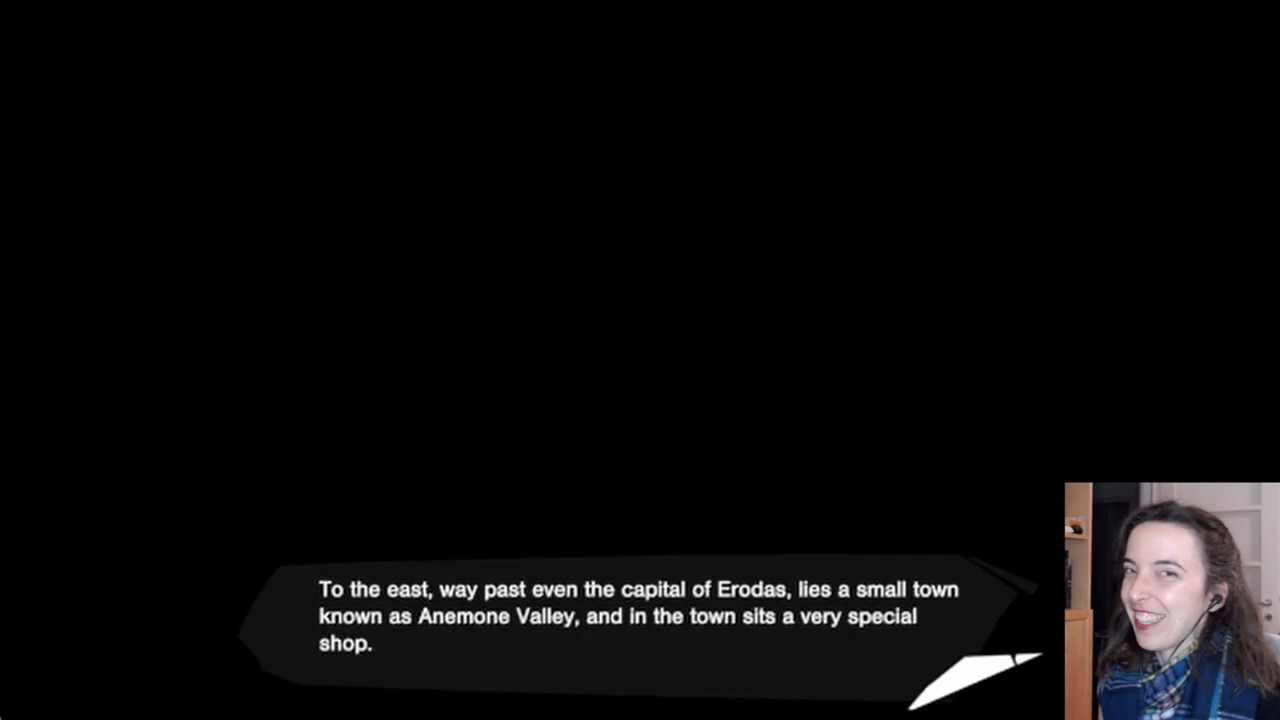 To the east, way past even the capital of Erodas, lies a small town
known as Anemone Valley, and in the town sits a very special
shop.